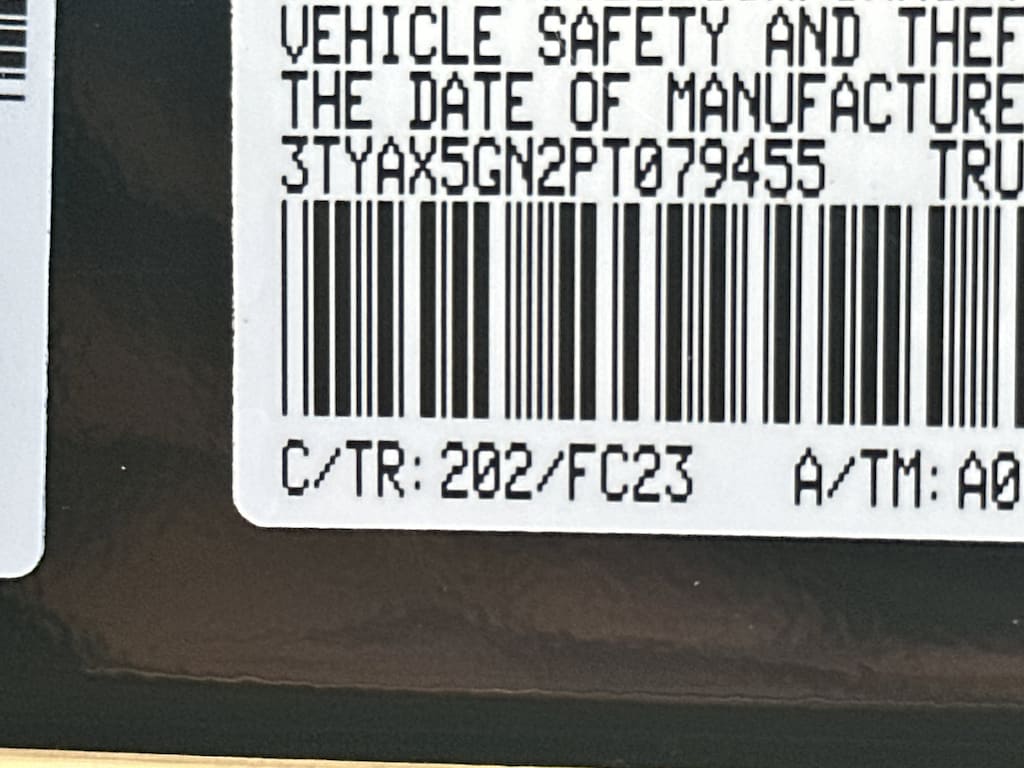 VEHICLE SAFETY AND THEF
THE DATE OF MANUFACTURE
3TYAX5GN2PT079455 TRU
C/TR: 202/FC23 A/TM: A0